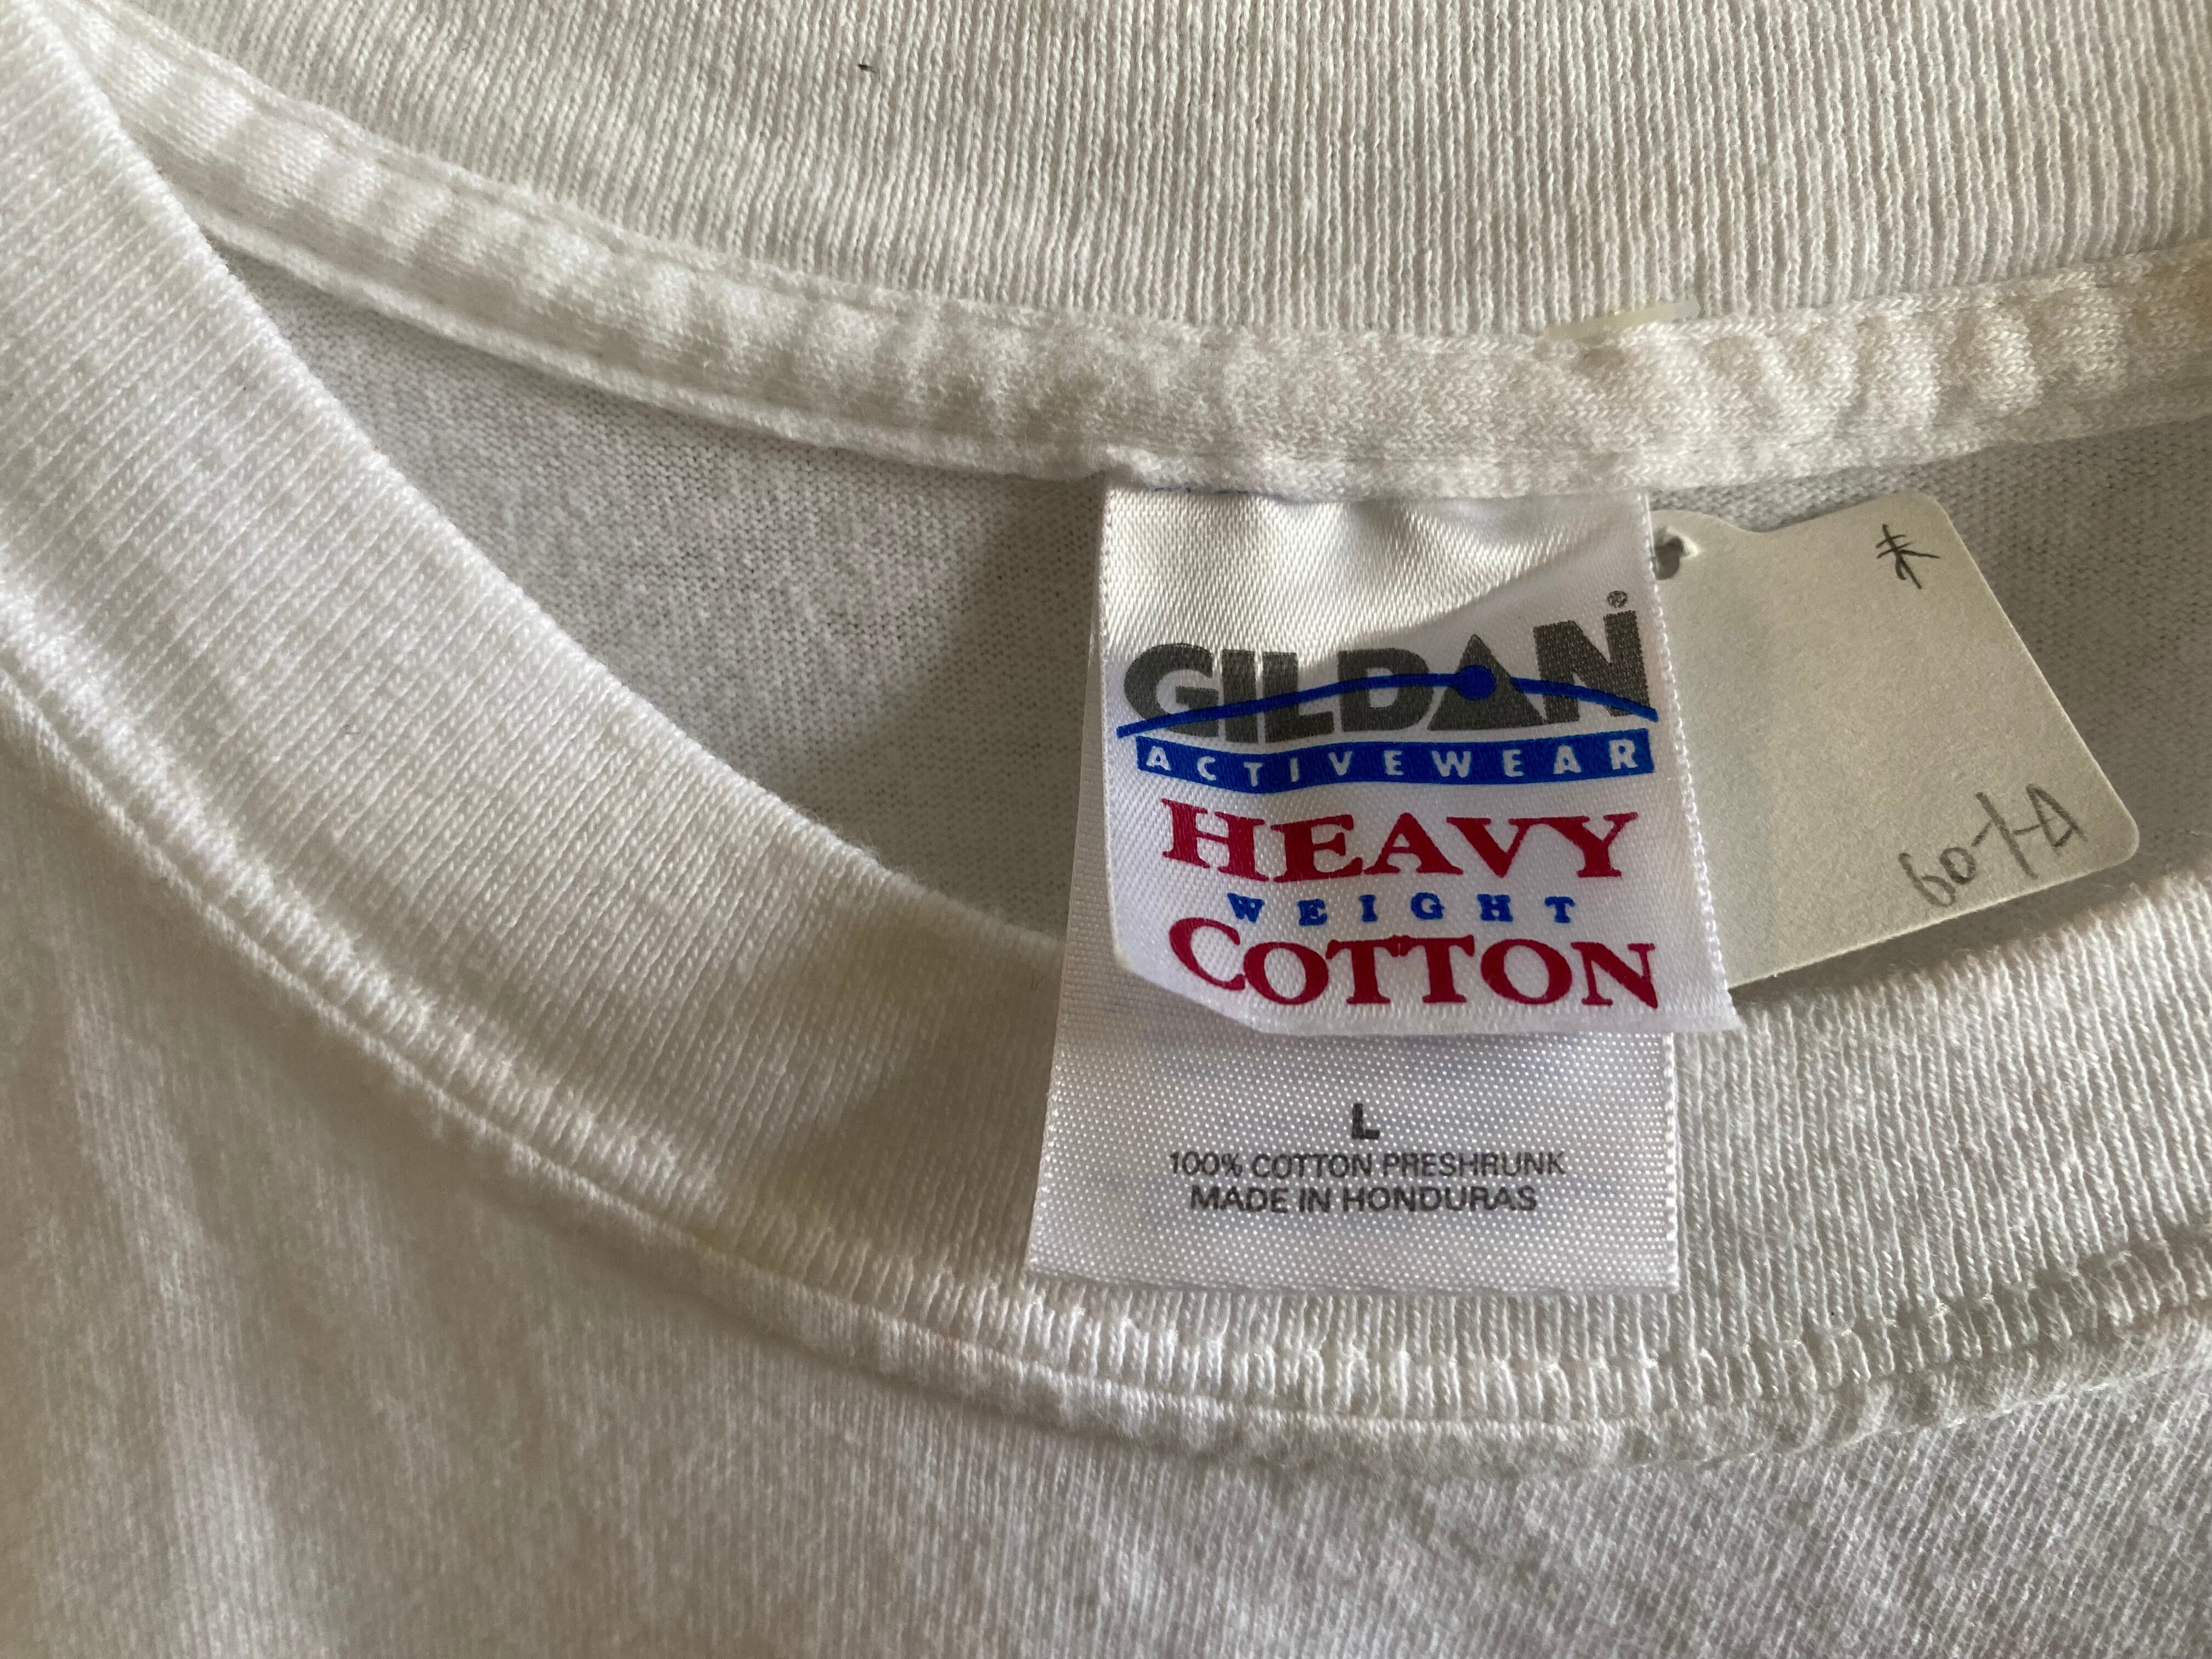 GILDAN®
ACTIVEWEAR
HEAVY
WEIGHT
COTTON
L
100% COTTON PRESHRUNK
MADE IN HONDURAS